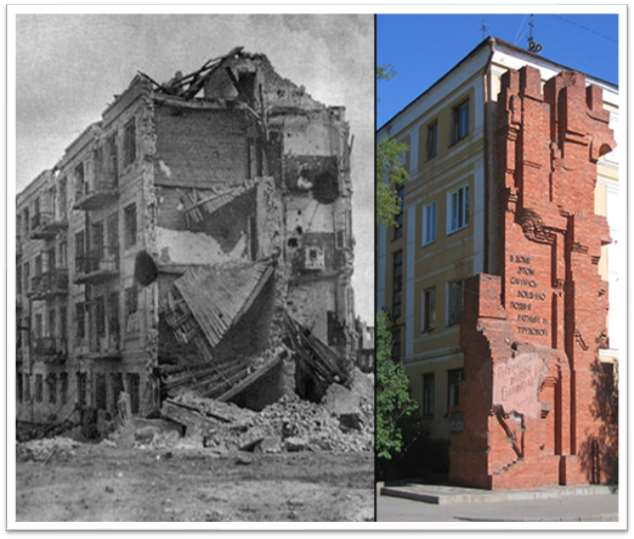 В ДОМЕ
ЭТОМ
СЛИЛИСЬ
ВОЕДИНО
ПОДВИГ
РАТНЫЙ И
ТРУДОВОЙ